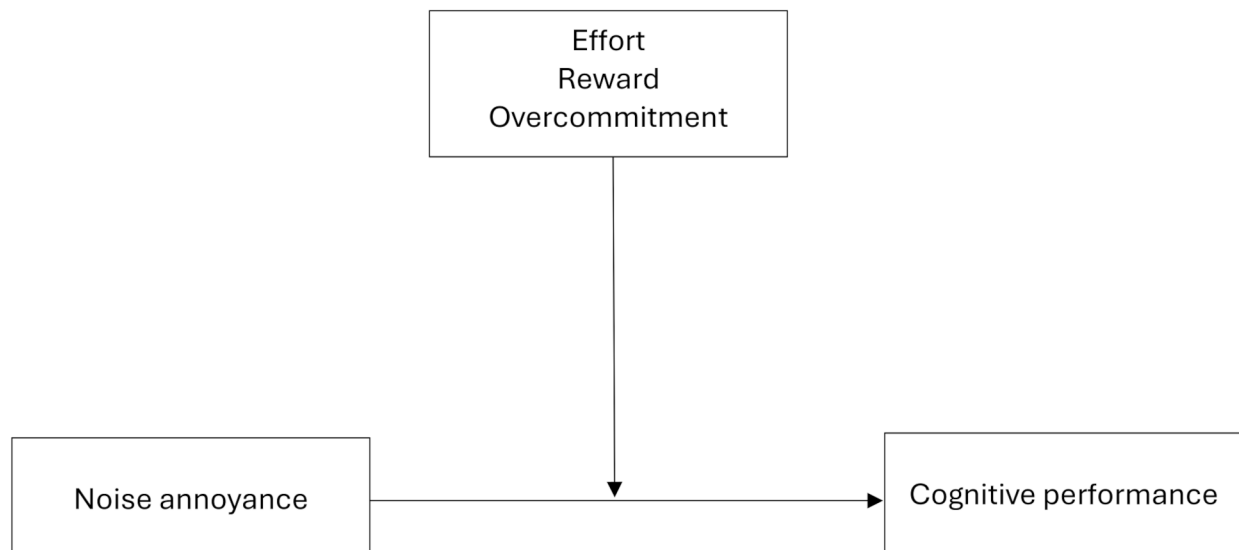 Effort
Reward
Overcommitment
Noise annoyance
Cognitive performance